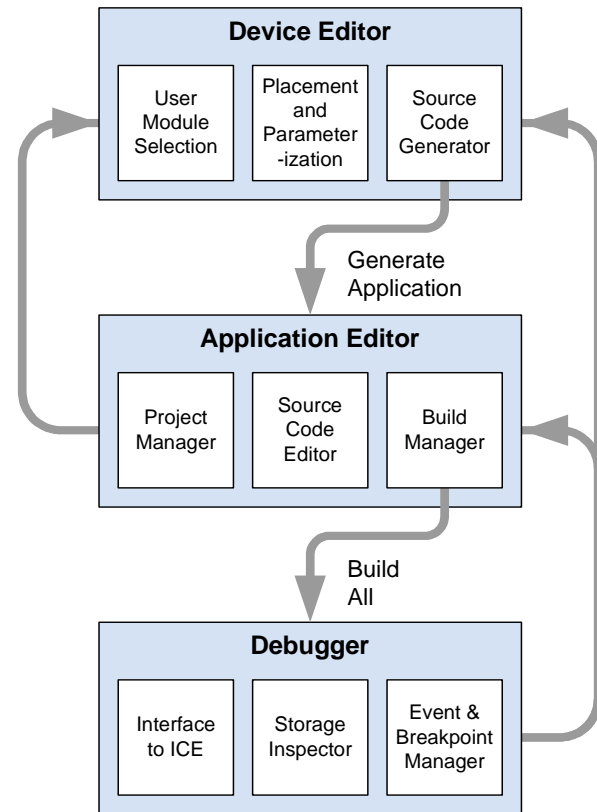 Device Editor
User
Module
Selection
Placement
and
Parameter
-ization
Source
Code
Generator
Generate
Application
Application Editor
Project
Manager
Source
Code
Editor
Build
Manager
Build
All
Debugger
Interface
to ICE
Storage
Inspector
Event &
Breakpoint
Manager